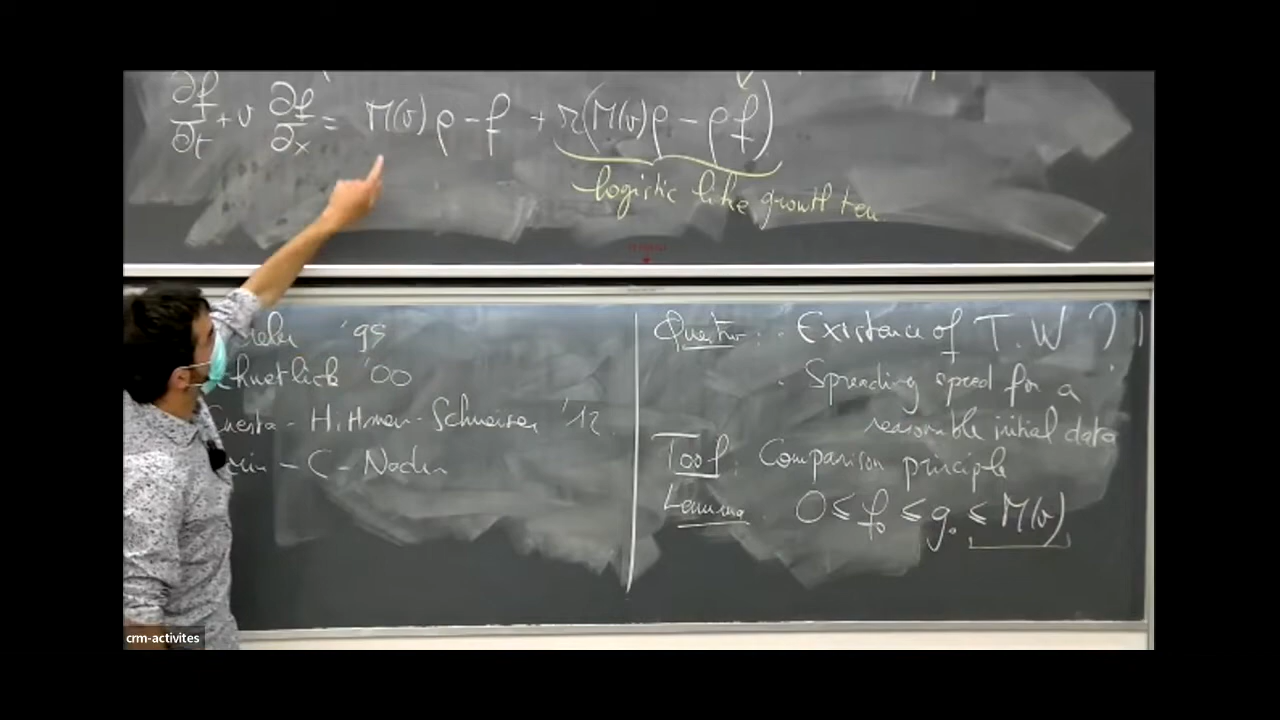 ∂f/∂t + v ∂f/∂x = M(v)ρ - f + r(M(v)ρ - ρf)
logistic like growth ter
'95
'00
Cuesta - Hittmeir - Schmeiser '12
- C - Nadin
Question : . Existence of T.W ?
. Spreading speed for a
reasonable initial data
Tool : Comparison principle
Lemma 0 ≤ f₀ ≤ g₀ ≤ M(v)
crm-activites